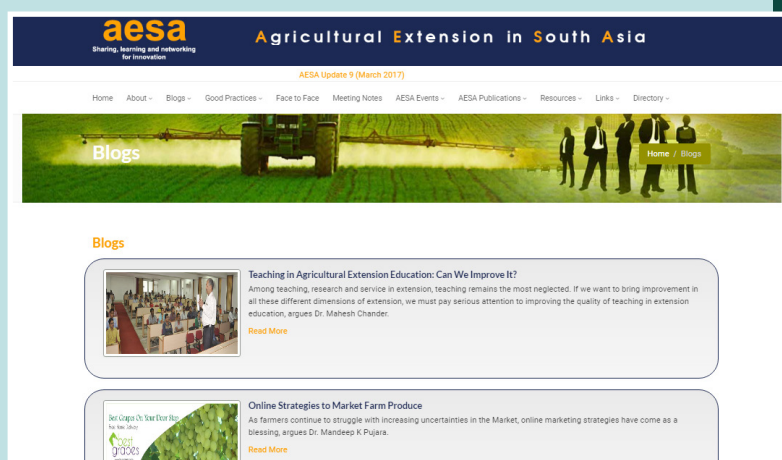 aesa
Sharing, learning and networking
for Innovation
Agricultural Extension in South Asia
AESA Update 9 (March 2017)
Home About Blogs Good Practices Face to Face Meeting Notes AESA Events AESA Publications Resources Links Directory
Blogs
Home / Blogs
Blogs
Teaching in Agricultural Extension Education: Can We Improve It?
Among teaching, research and service in extension, teaching remains the most neglected. If we want to bring improvement in
all these different dimensions of extension, we must pay serious attention to improving the quality of teaching in extension
education, argues Dr. Mahesh Chander.
Read More
Online Strategies to Market Farm Produce
As farmers continue to struggle with increasing uncertainties in the Market, online marketing strategies have come as a
blessing, argues Dr. Mandeep K Pujara.
Read More
Best Grapes On Your Door Step
Free Home Delivery
best
grapes